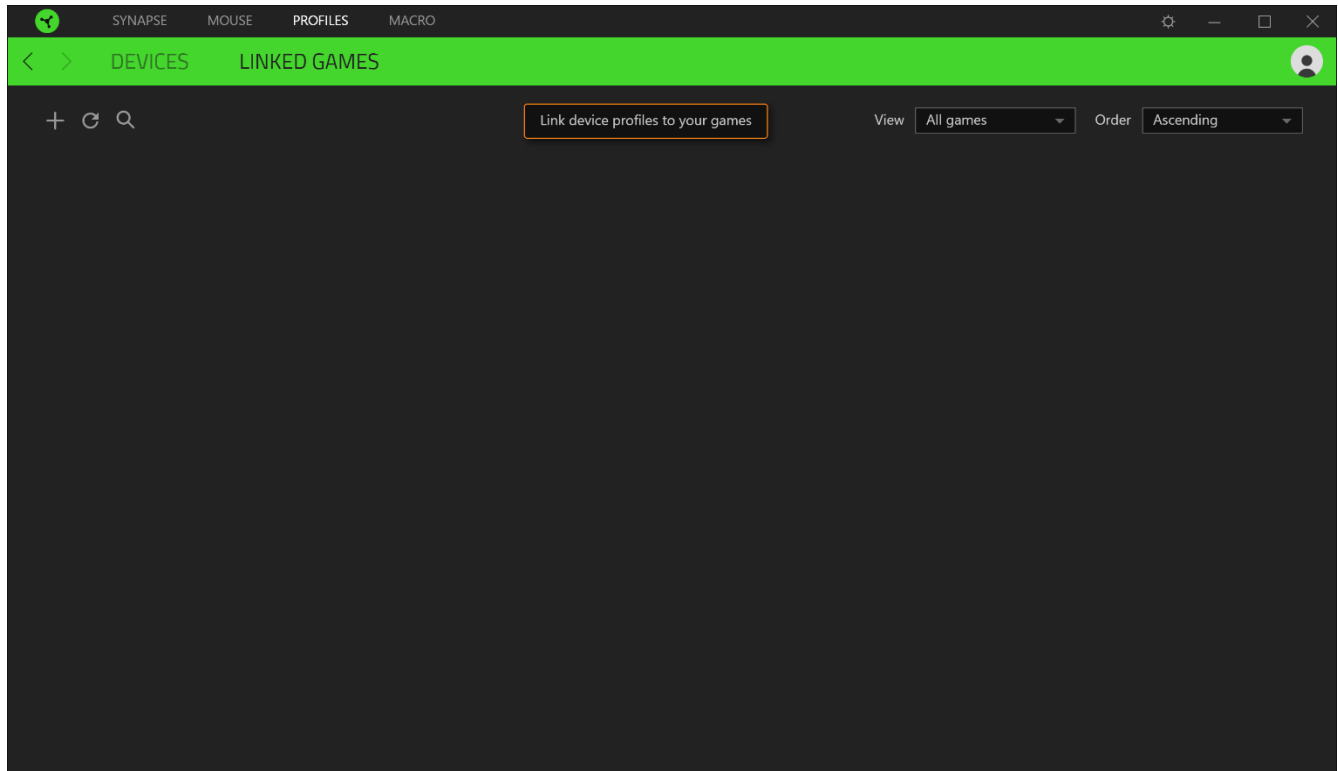 SYNAPSE MOUSE PROFILES MACRO
DEVICES LINKED GAMES
Link device profiles to your games View All games Order Ascending